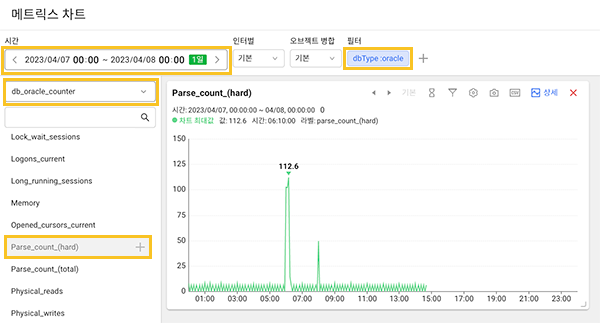 메트릭스 차트
시간 인터벌 오브젝트 병합 필터
2023/04/07 00:00 ~ 2023/04/08 00:00 1일 기본 기본 dbType :oracle
db_oracle_counter
Lock_wait_sessions
Logons_current
Long_running_sessions
Memory
Opened_cursors_current
Parse_count_(hard)
Parse_count_(total)
Physical_reads
Physical_writes
Parse_count_(hard) 기본 상세
시간: 2023/04/07, 00:00:00 ~ 04/08, 00:00:00 0
차트 최대값 값: 112.6 시간: 06:10:00 라벨: parse_count_(hard)
150
125
112.6
100
75
50
25
0
01:00 03:00 05:00 07:00 09:00 11:00 13:00 15:00 17:00 19:00 21:00 23:00